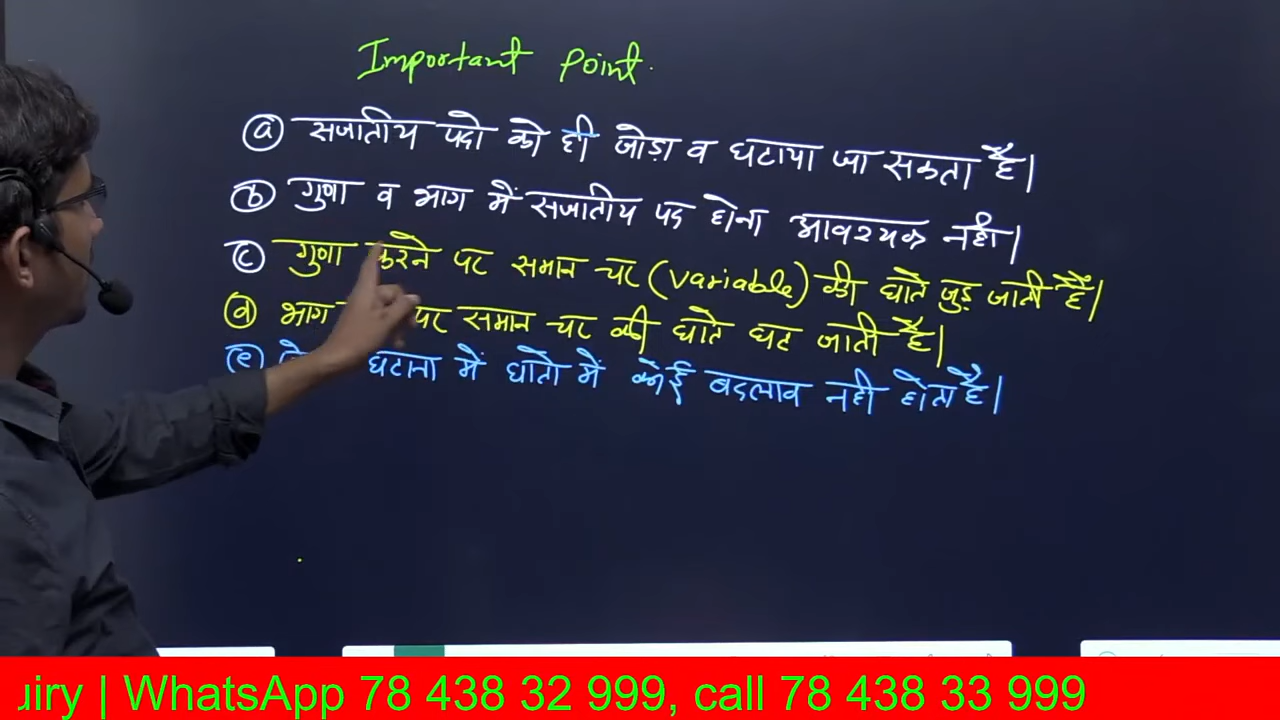 Important Point.
(a) सजातीय पदो को ही जोड़ा व घटाया जा सकता है।
(b) गुणा व भाग में सजातीय पद होना आवश्यक नही।
(c) गुणा करने पर समान चर (variable) की घाते जुड़ जाती है।
(d) भाग पर समान चर की घाते घट जाती है।
(e) घटाना में घातो में कोई बदलाव नही होता है।
| WhatsApp 78 438 32 999, call 78 438 33 999